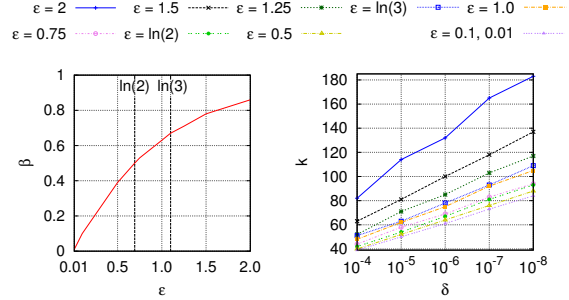 ε = 2 ε = 1.5 ε = 1.25 ε = ln(3) ε = 1.0
ε = 0.75 ε = ln(2) ε = 0.5 ε = 0.1, 0.01
ln(2) ln(3)
1
0.8
0.6
0.4
0.2
0
β
0.01 0.5 1.0 1.5 2.0
ε
180
160
140
120
100
80
60
40
k
10^-4 10^-5 10^-6 10^-7 10^-8
δ